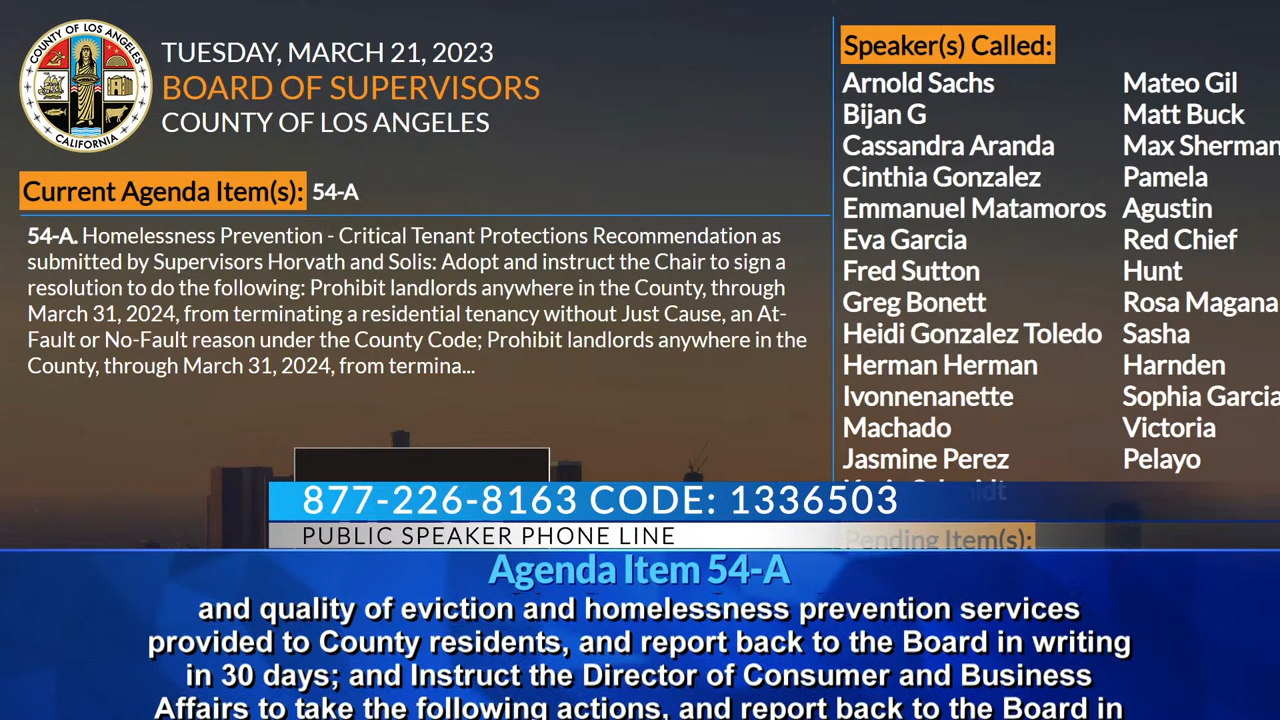 COUNTY OF LOS ANGELES
CALIFORNIA
TUESDAY, MARCH 21, 2023
BOARD OF SUPERVISORS
COUNTY OF LOS ANGELES
Current Agenda Item(s): 54-A
54-A. Homelessness Prevention - Critical Tenant Protections Recommendation as
submitted by Supervisors Horvath and Solis: Adopt and instruct the Chair to sign a
resolution to do the following: Prohibit landlords anywhere in the County, through
March 31, 2024, from terminating a residential tenancy without Just Cause, an At-
Fault or No-Fault reason under the County Code; Prohibit landlords anywhere in the
County, through March 31, 2024, from termina...
Speaker(s) Called:
Arnold Sachs
Bijan G
Cassandra Aranda
Cinthia Gonzalez
Emmanuel Matamoros
Eva Garcia
Fred Sutton
Greg Bonett
Heidi Gonzalez Toledo
Herman Herman
Ivonnenanette
Machado
Jasmine Perez
Mateo Gil
Matt Buck
Max Sherman
Pamela
Agustin
Red Chief
Hunt
Rosa Magana
Sasha
Harnden
Sophia Garcia
Victoria
Pelayo
Pending Item(s):
877-226-8163 CODE: 1336503
PUBLIC SPEAKER PHONE LINE
Agenda Item 54-A
and quality of eviction and homelessness prevention services
provided to County residents, and report back to the Board in writing
in 30 days; and Instruct the Director of Consumer and Business
Affairs to take the following actions, and report back to the Board in